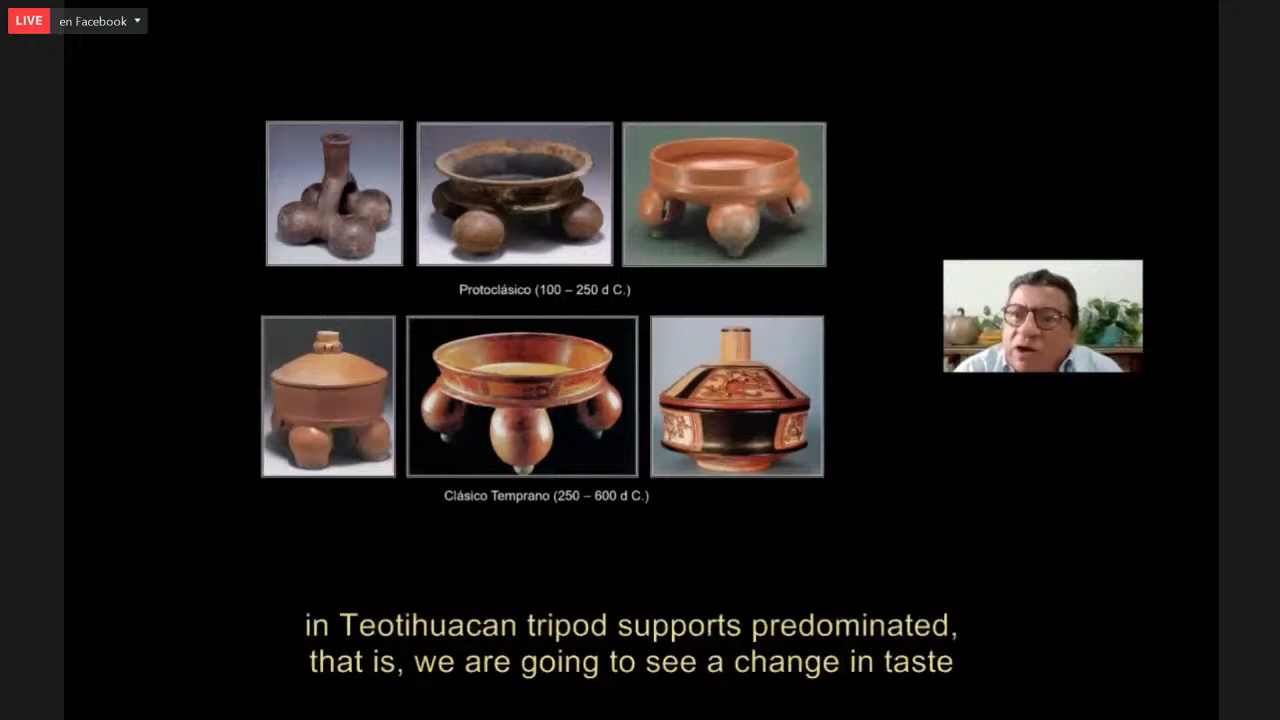 LIVE en Facebook
Protoclásico (100 – 250 d C.)
Clásico Temprano (250 – 600 d C.)
in Teotihuacan tripod supports predominated,
that is, we are going to see a change in taste